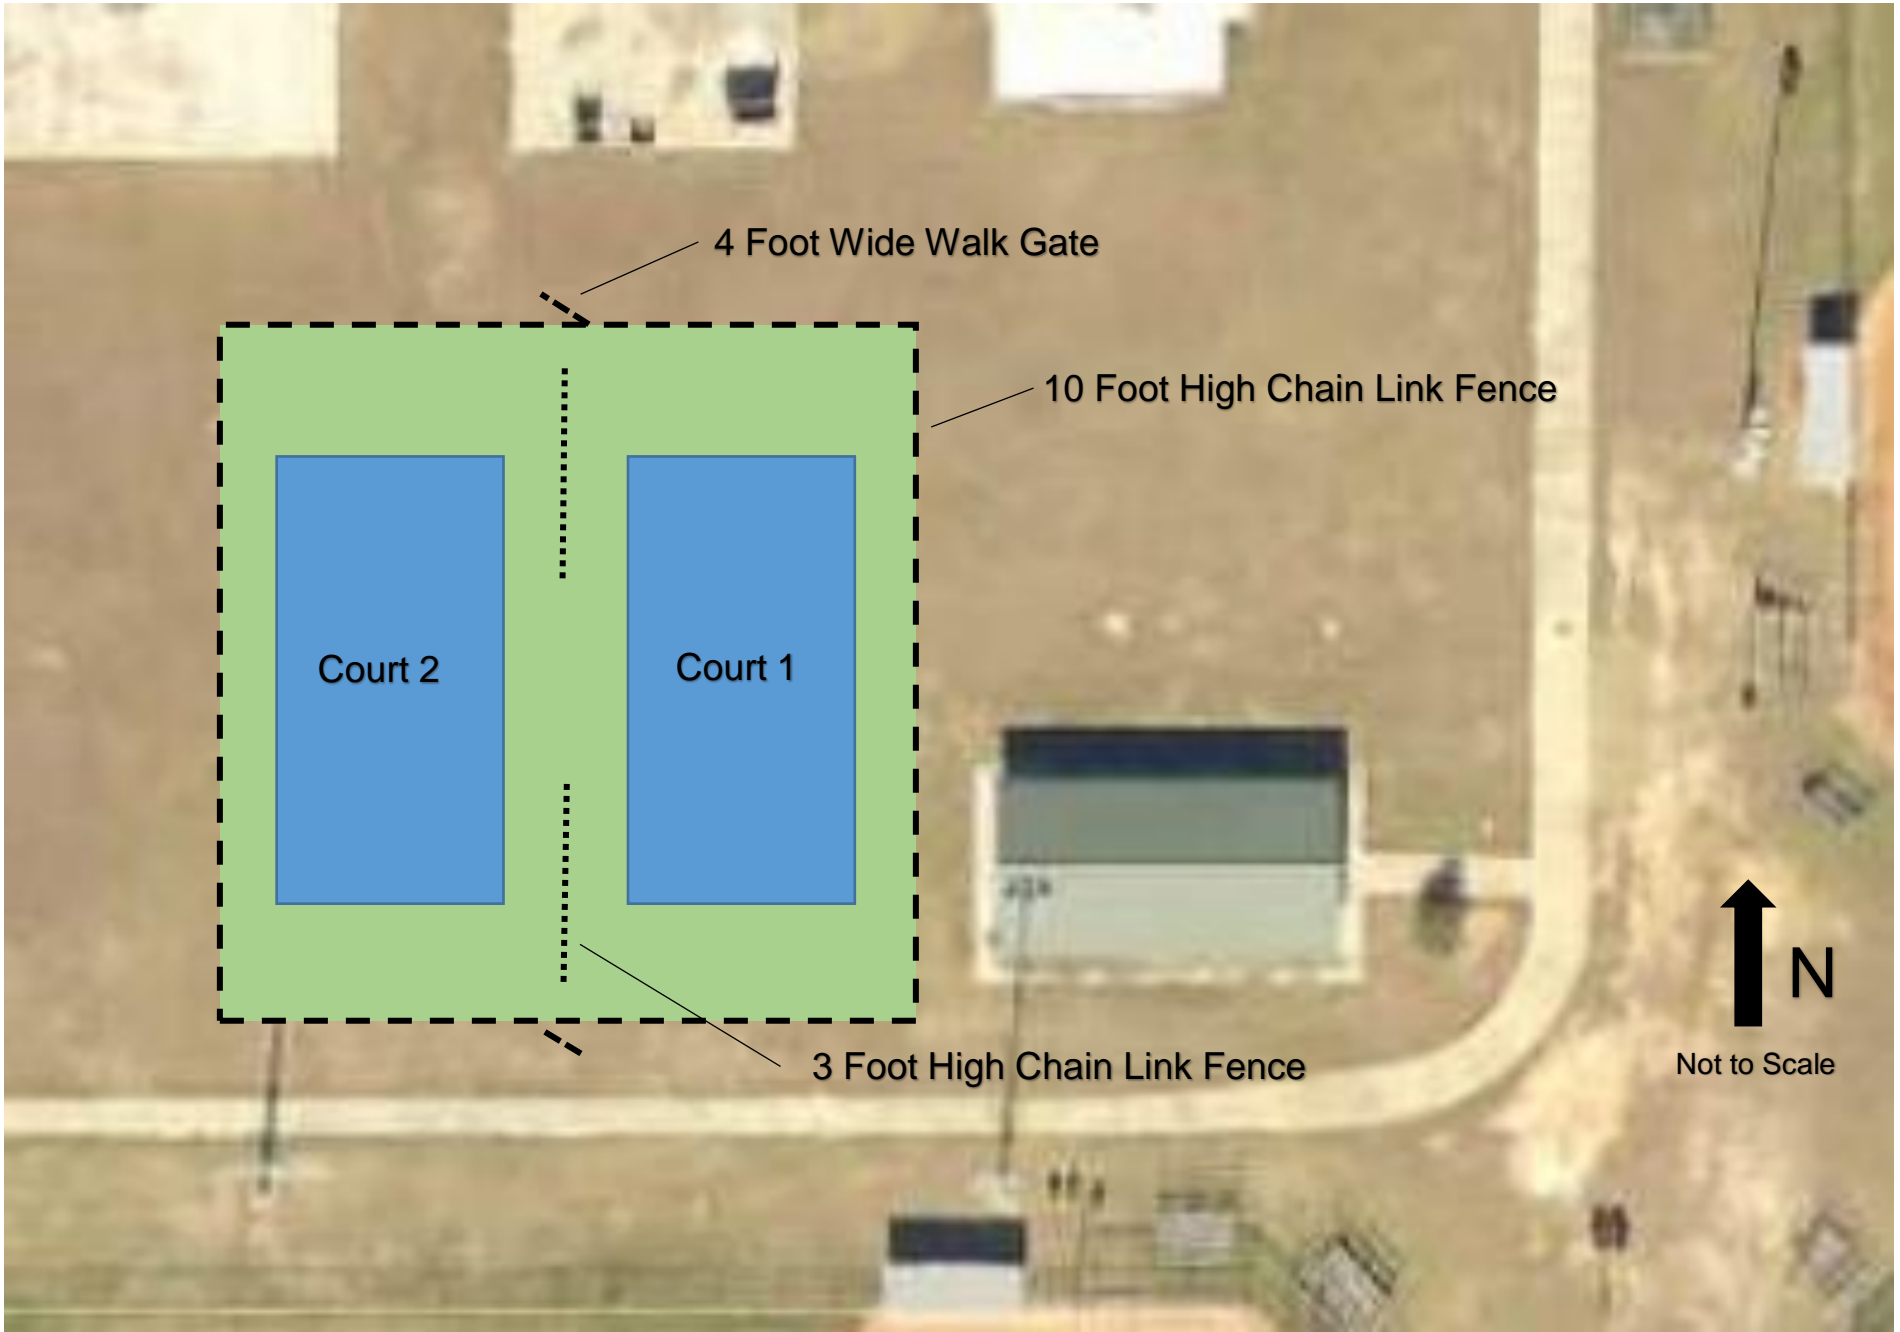 4 Foot Wide Walk Gate
10 Foot High Chain Link Fence
Court 2
Court 1
N
Not to Scale
3 Foot High Chain Link Fence